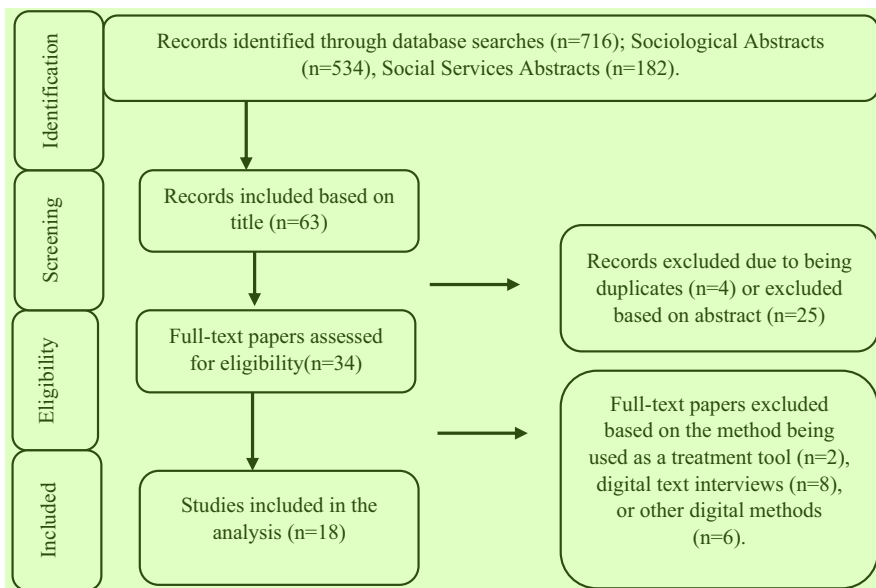 Identification
Records identified through database searches (n=716); Sociological Abstracts
(n=534), Social Services Abstracts (n=182).
Screening
Records included based on
title (n=63)
Records excluded due to being
duplicates (n=4) or excluded
based on abstract (n=25)
Eligibility
Full-text papers assessed
for eligibility(n=34)
Full-text papers excluded
based on the method being
used as a treatment tool (n=2),
digital text interviews (n=8),
or other digital methods
(n=6).
Included
Studies included in the
analysis (n=18)